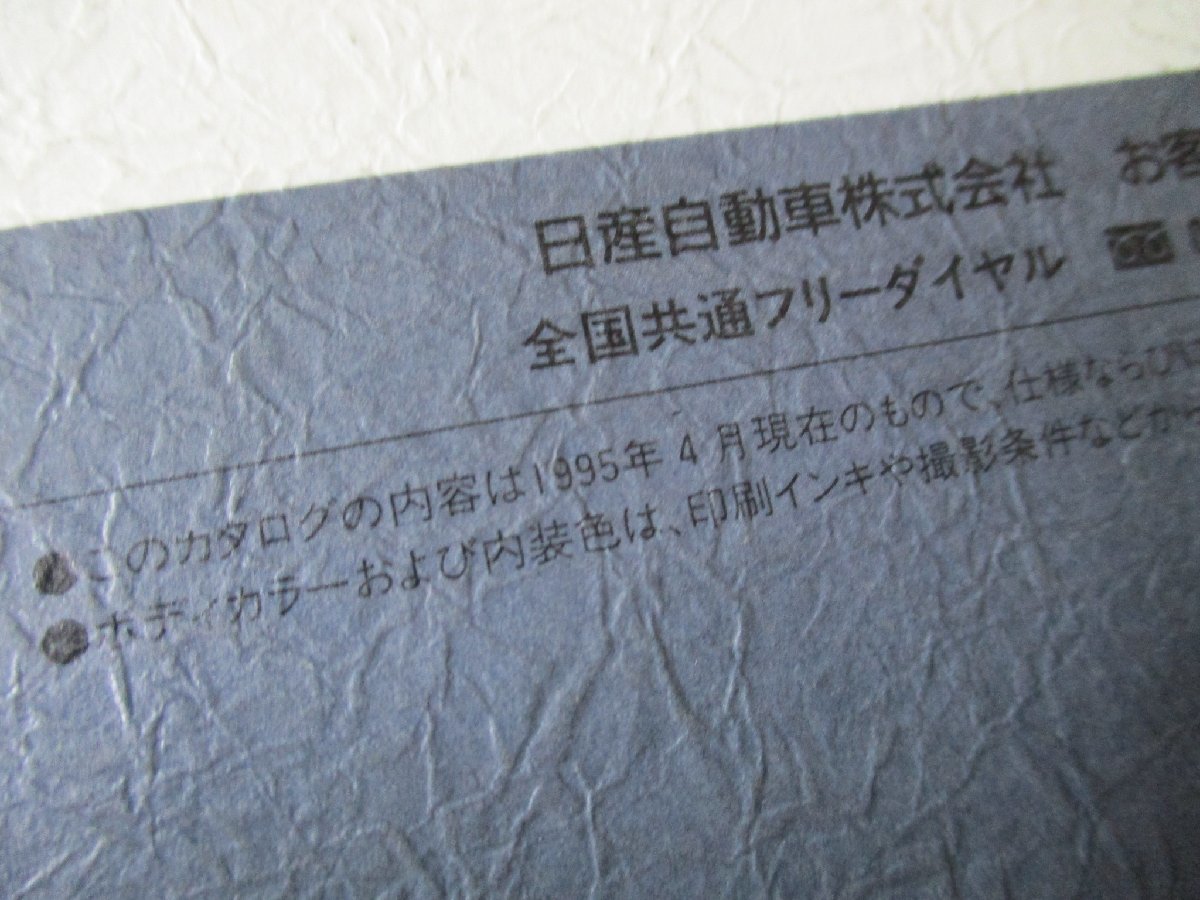 日産自動車株式会社 お客
全国共通フリーダイヤル
●このカタログの内容は1995年4月現在のもので、仕様ならび
●ボディカラーおよび内装色は、印刷インキや撮影条件などから